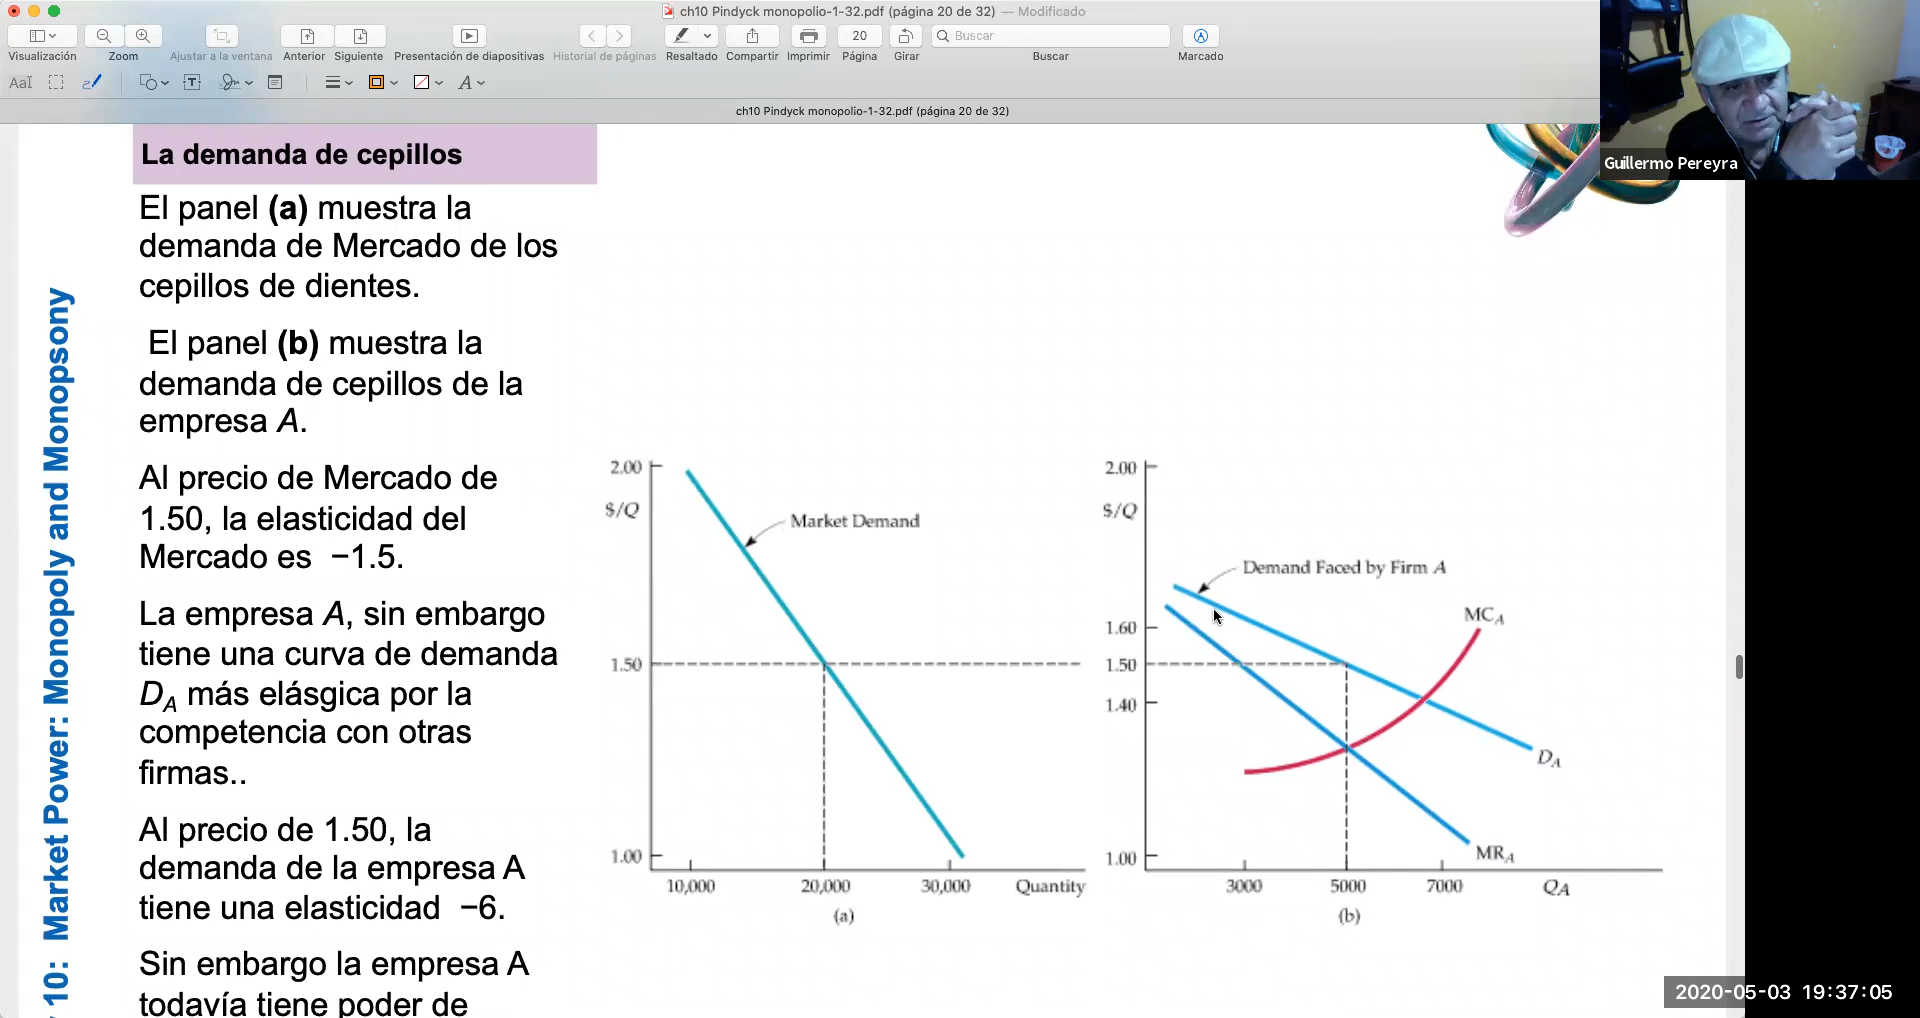 ch10 Pindyck monopolio-1-32.pdf (página 20 de 32) — Modificado
20
Buscar
Visualización
Zoom
Ajustar a la ventana
Anterior
Siguiente
Presentación de diapositivas
Historial de páginas
Resaltado
Compartir
Imprimir
Página
Girar
Buscar
Marcado
ch10 Pindyck monopolio-1-32.pdf (página 20 de 32)
Guillermo Pereyra
10: Market Power: Monopoly and Monopsony
La demanda de cepillos
El panel (a) muestra la
demanda de Mercado de los
cepillos de dientes.
El panel (b) muestra la
demanda de cepillos de la
empresa A.
Al precio de Mercado de
1.50, la elasticidad del
Mercado es −1.5.
La empresa A, sin embargo
tiene una curva de demanda
DA más elásgica por la
competencia con otras
firmas..
Al precio de 1.50, la
demanda de la empresa A
tiene una elasticidad −6.
Sin embargo la empresa A
todavía tiene poder de
2.00
$/Q
Market Demand
1.50
1.00
10,000
20,000
30,000
Quantity
(a)
2.00
$/Q
Demand Faced by Firm A
MCA
1.60
1.50
1.40
DA
1.00
MRA
3000
5000
7000
QA
(b)
2020-05-03 19:37:05